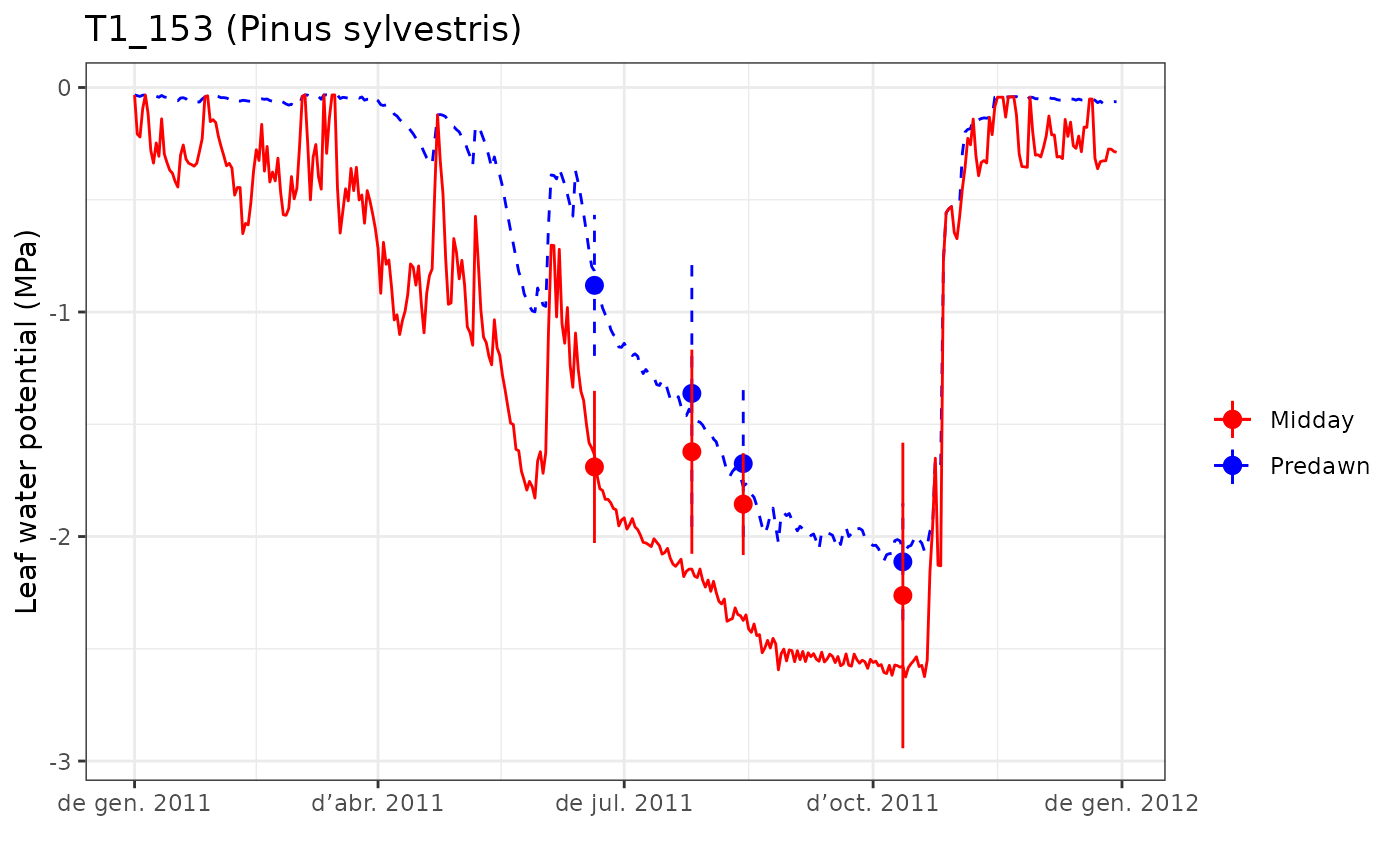 T1_153 (Pinus sylvestris)
Leaf water potential (MPa)
0
-1
-2
-3
de gen. 2011
d’abr. 2011
de jul. 2011
d’oct. 2011
de gen. 2012
Midday
Predawn